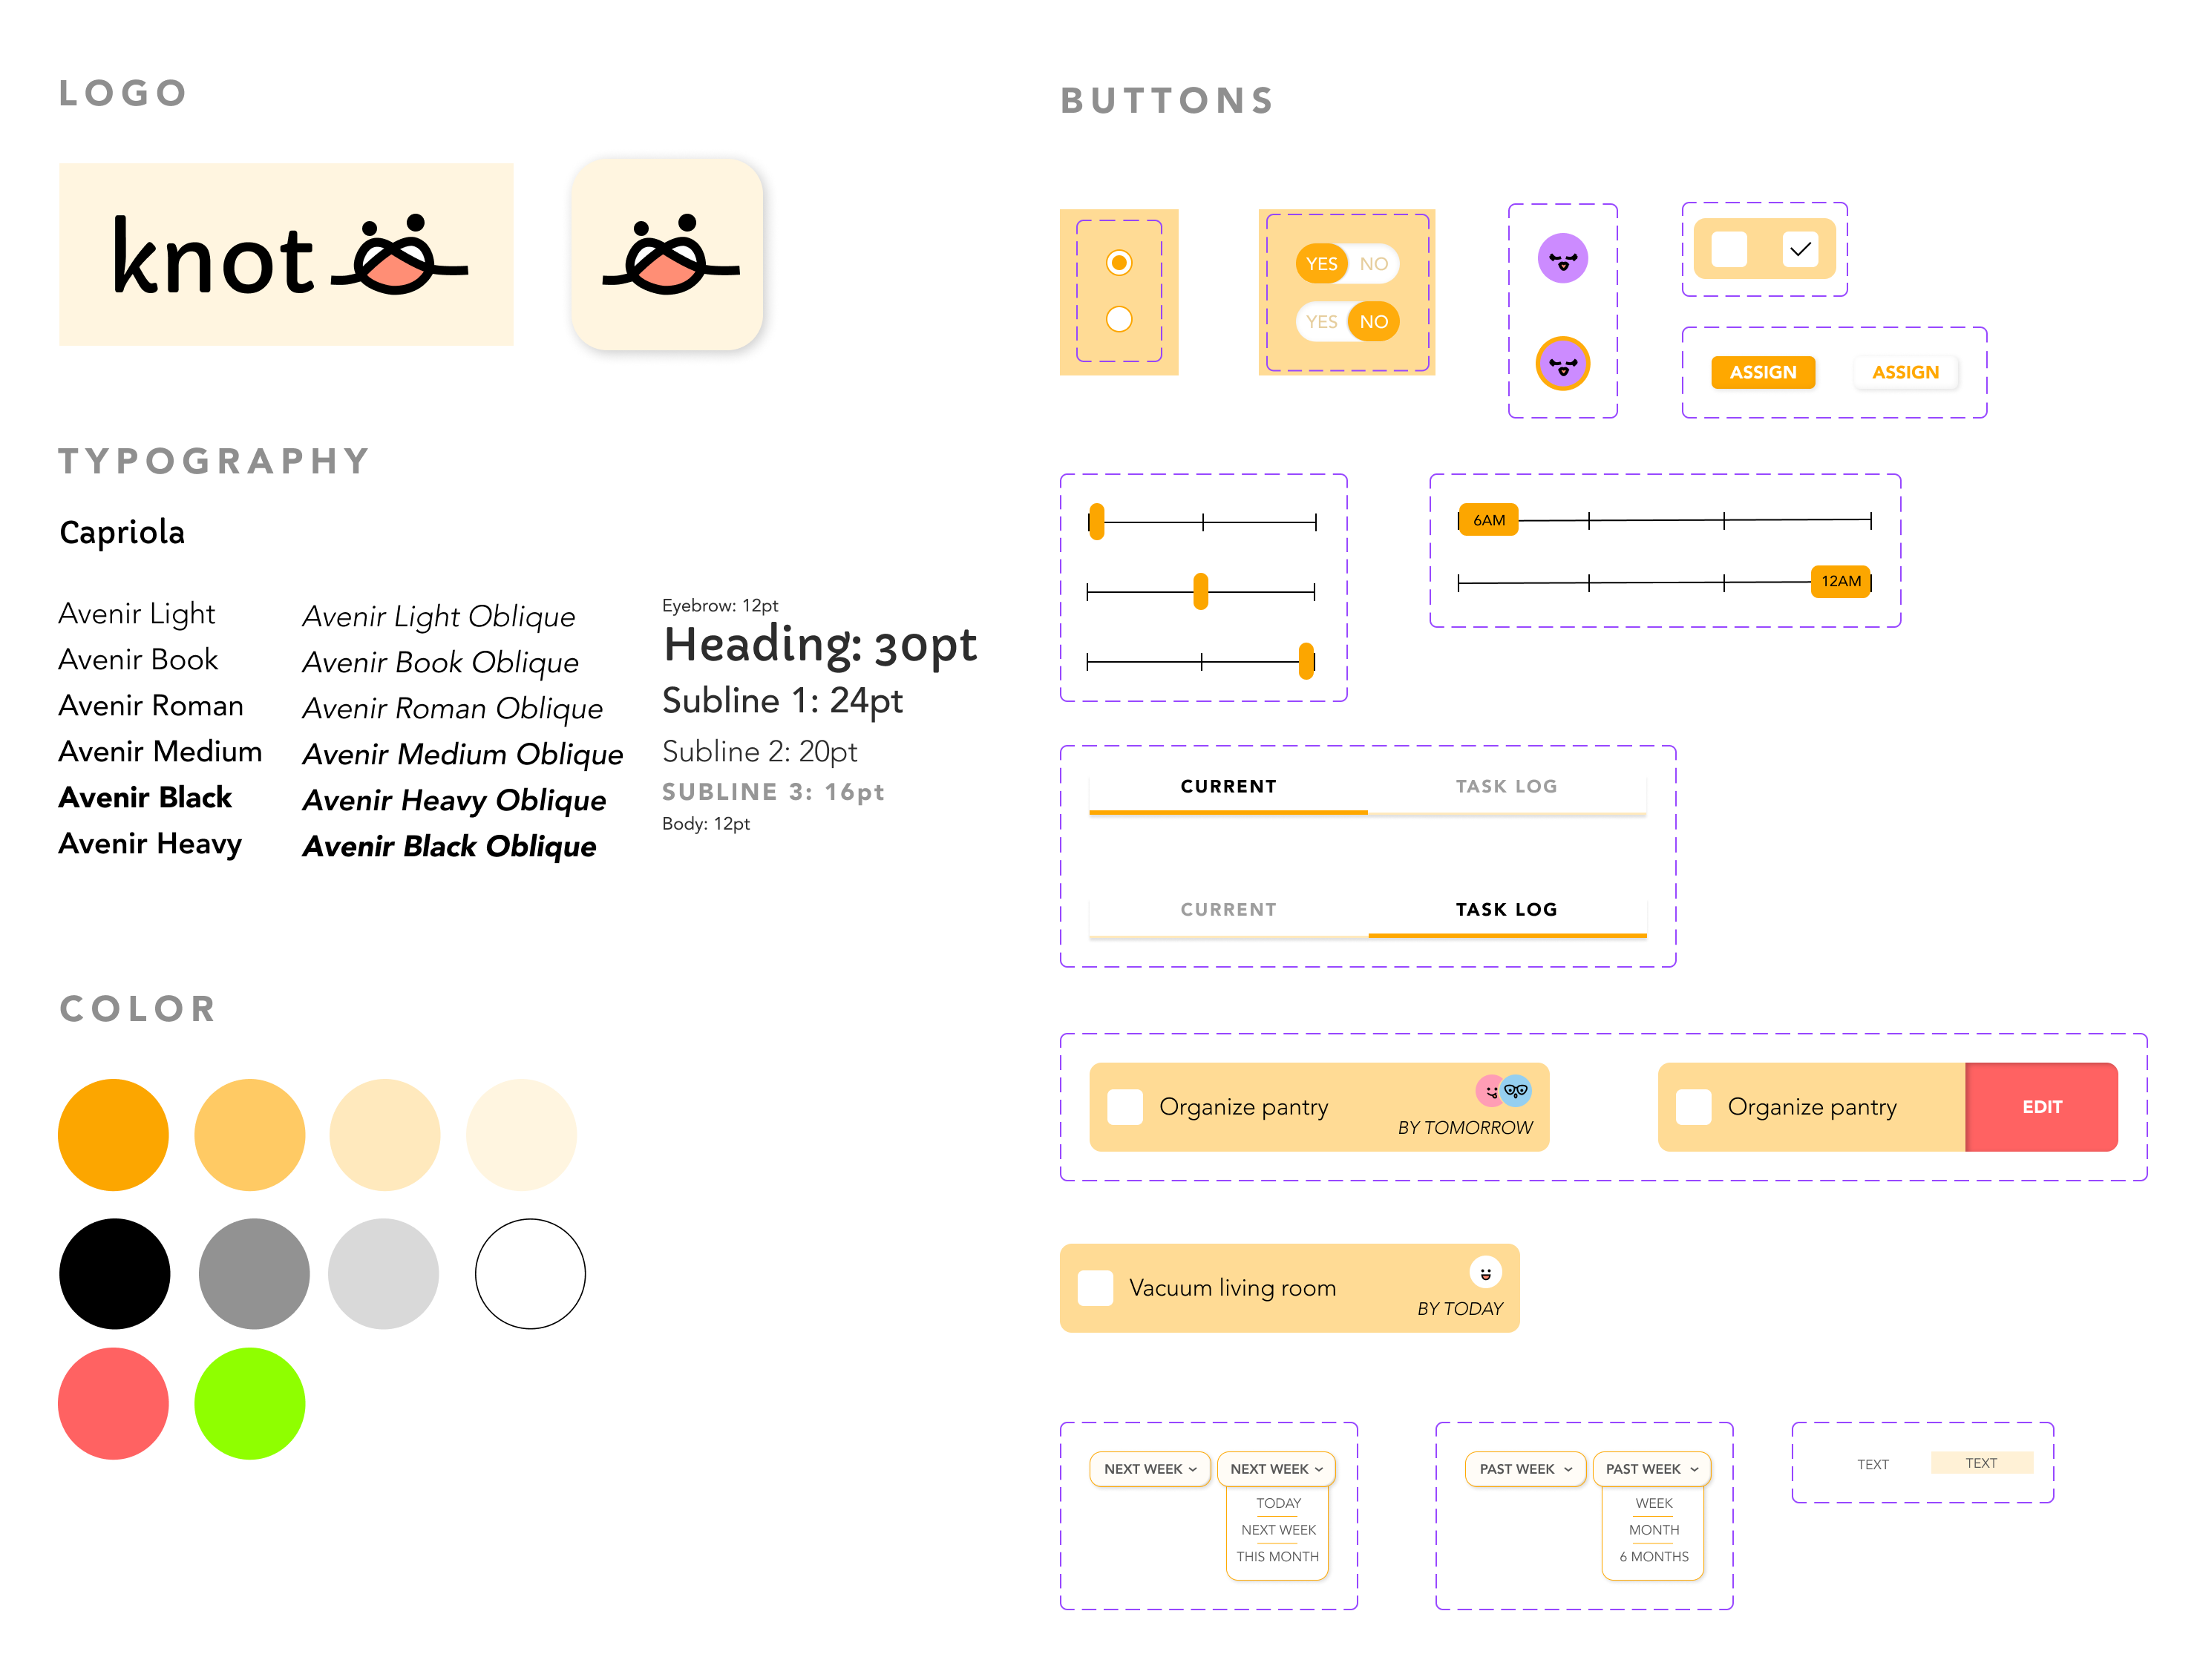 LOGO
knot
TYPOGRAPHY
Capriola
Avenir Light
Avenir Book
Avenir Roman
Avenir Medium
Avenir Black
Avenir Heavy
Avenir Light Oblique
Avenir Book Oblique
Avenir Roman Oblique
Avenir Medium Oblique
Avenir Heavy Oblique
Avenir Black Oblique
Eyebrow: 12pt
Heading: 30pt
Subline 1: 24pt
Subline 2: 20pt
SUBLINE 3: 16pt
Body: 12pt
COLOR
BUTTONS
YES NO
YES NO
ASSIGN ASSIGN
6AM
12AM
CURRENT TASK LOG
CURRENT TASK LOG
Organize pantry
BY TOMORROW
Organize pantry
EDIT
Vacuum living room
BY TODAY
NEXT WEEK
NEXT WEEK
TODAY
NEXT WEEK
THIS MONTH
PAST WEEK
PAST WEEK
WEEK
MONTH
6 MONTHS
TEXT
TEXT